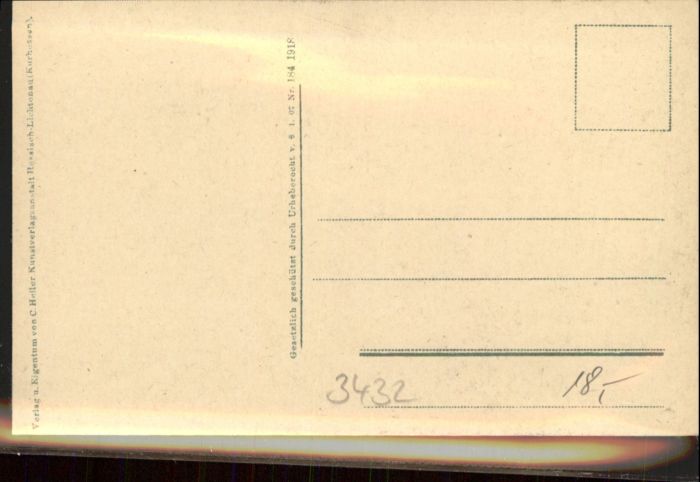 Verlag u. Eigentum von C. Heller Kunstverlagsanstalt Hessisch-Lichtenau (Kurhessen).
Gesetzlich geschützt durch Urheberrecht v. 9 1. 07 Nr. 184 1918
3432
18,-